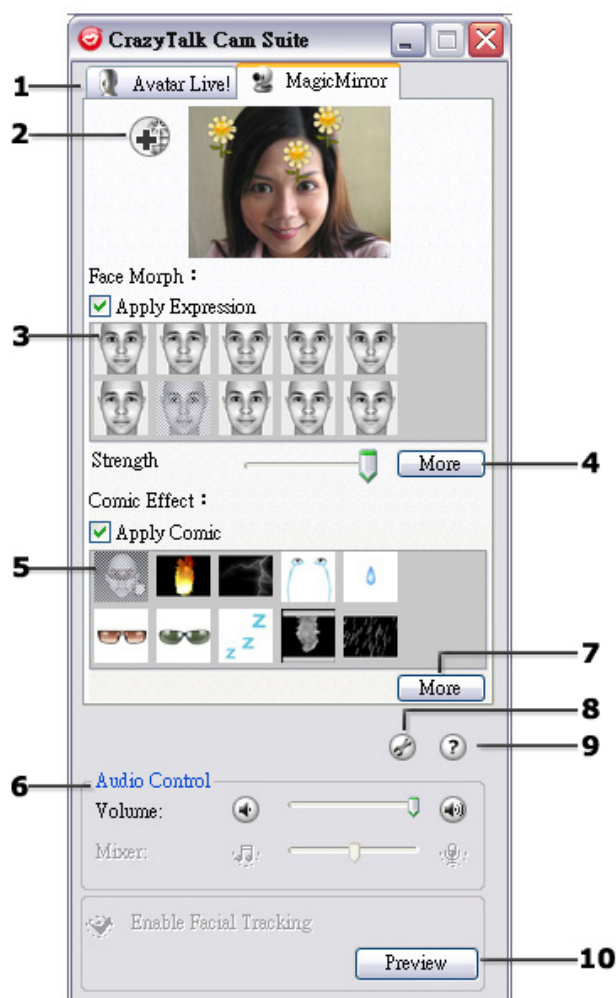 CrazyTalk Cam Suite
1
Avatar Live!
MagicMirror
2
Face Morph :
Apply Expression
3
Strength
More
4
Comic Effect :
Apply Comic
5
z z z
7
More
8
9
6
Audio Control
Volume:
Mixer:
Enable Facial Tracking
Preview
10